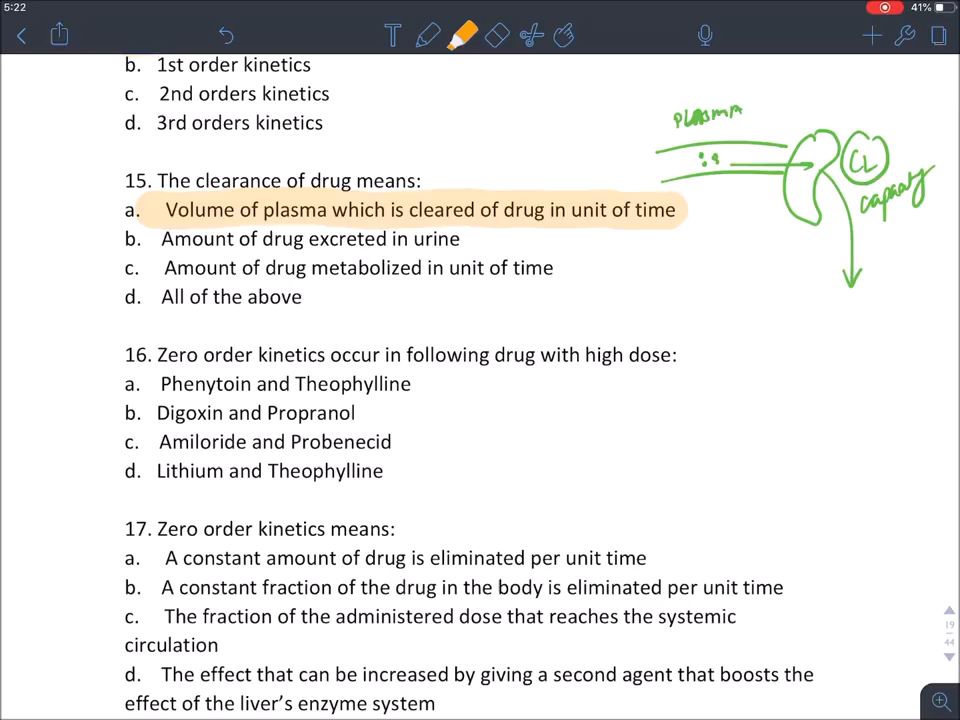 5:22
41%
T
b. 1st order kinetics
c. 2nd orders kinetics
d. 3rd orders kinetics
PLASMA
CL
capacity
15. The clearance of drug means:
a. Volume of plasma which is cleared of drug in unit of time
b. Amount of drug excreted in urine
c. Amount of drug metabolized in unit of time
d. All of the above
16. Zero order kinetics occur in following drug with high dose:
a. Phenytoin and Theophylline
b. Digoxin and Propranol
c. Amiloride and Probenecid
d. Lithium and Theophylline
17. Zero order kinetics means:
a. A constant amount of drug is eliminated per unit time
b. A constant fraction of the drug in the body is eliminated per unit time
c. The fraction of the administered dose that reaches the systemic
circulation
d. The effect that can be increased by giving a second agent that boosts the
effect of the liver's enzyme system
19
44